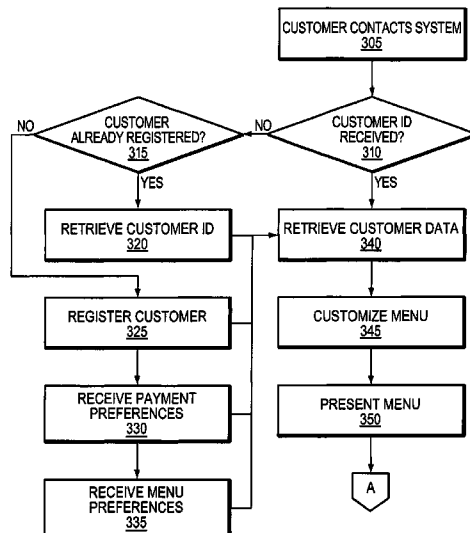 CUSTOMER CONTACTS SYSTEM
305
NO
CUSTOMER
ALREADY REGISTERED?
315
NO
CUSTOMER ID
RECEIVED?
310
YES
YES
RETRIEVE CUSTOMER ID
320
RETRIEVE CUSTOMER DATA
340
REGISTER CUSTOMER
325
CUSTOMIZE MENU
345
RECEIVE PAYMENT
PREFERENCES
330
PRESENT MENU
350
RECEIVE MENU
PREFERENCES
335
A